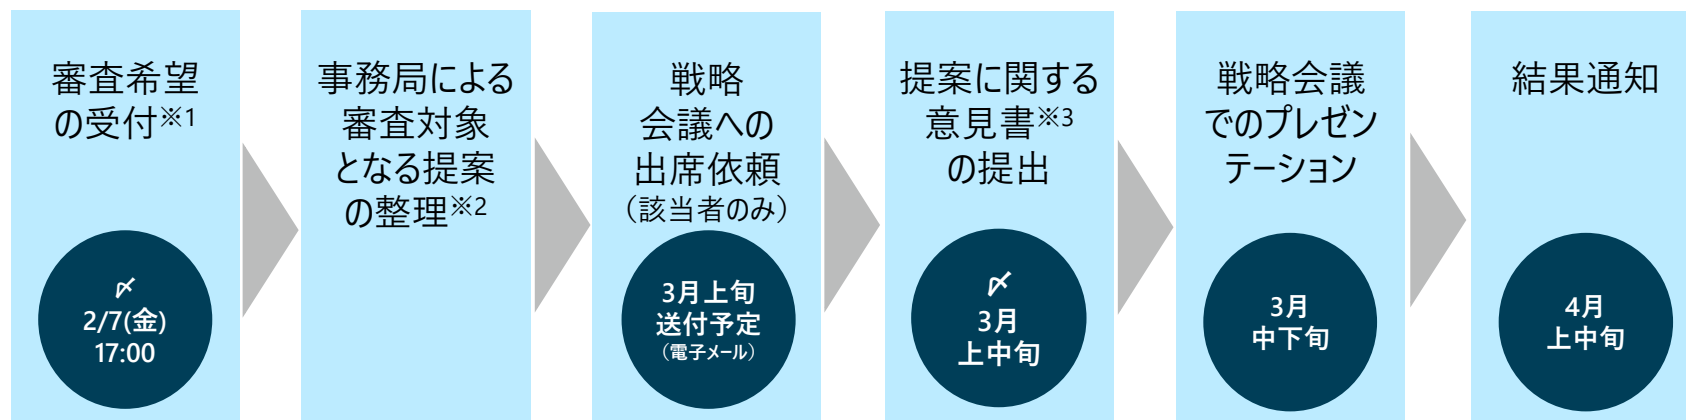 審査希望
の受付※1
〆
2/7(金)
17:00
事務局による
審査対象
となる提案
の整理※2
戦略
会議への
出席依頼
（該当者のみ）
3月上旬
送付予定
（電子メール）
提案に関する
意見書※3
の提出
〆
3月
上中旬
戦略会議
でのプレゼン
テーション
3月
中下旬
結果通知
4月
上中旬